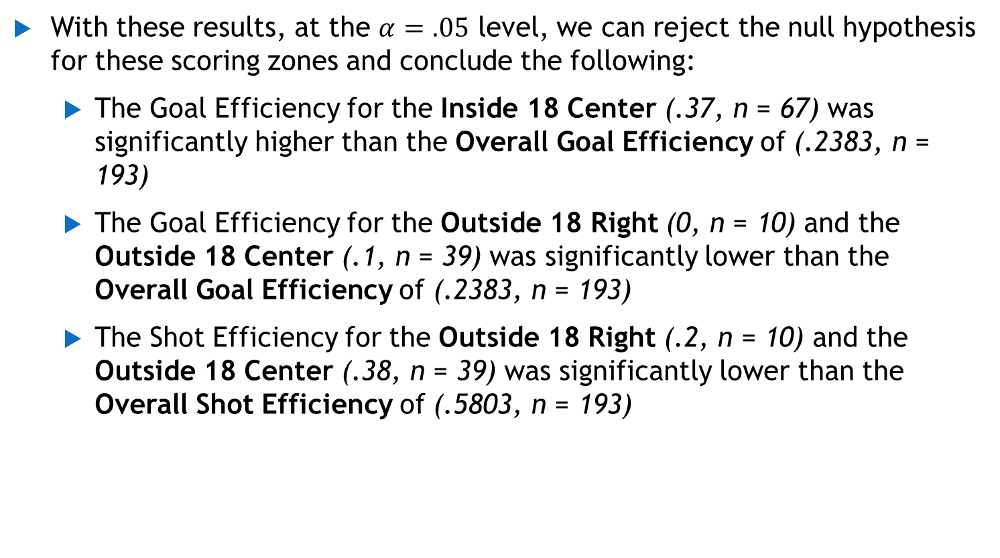 With these results, at the α = .05 level, we can reject the null hypothesis
for these scoring zones and conclude the following:
The Goal Efficiency for the Inside 18 Center (.37, n = 67) was
significantly higher than the Overall Goal Efficiency of (.2383, n =
193)
The Goal Efficiency for the Outside 18 Right (0, n = 10) and the
Outside 18 Center (.1, n = 39) was significantly lower than the
Overall Goal Efficiency of (.2383, n = 193)
The Shot Efficiency for the Outside 18 Right (.2, n = 10) and the
Outside 18 Center (.38, n = 39) was significantly lower than the
Overall Shot Efficiency of (.5803, n = 193)